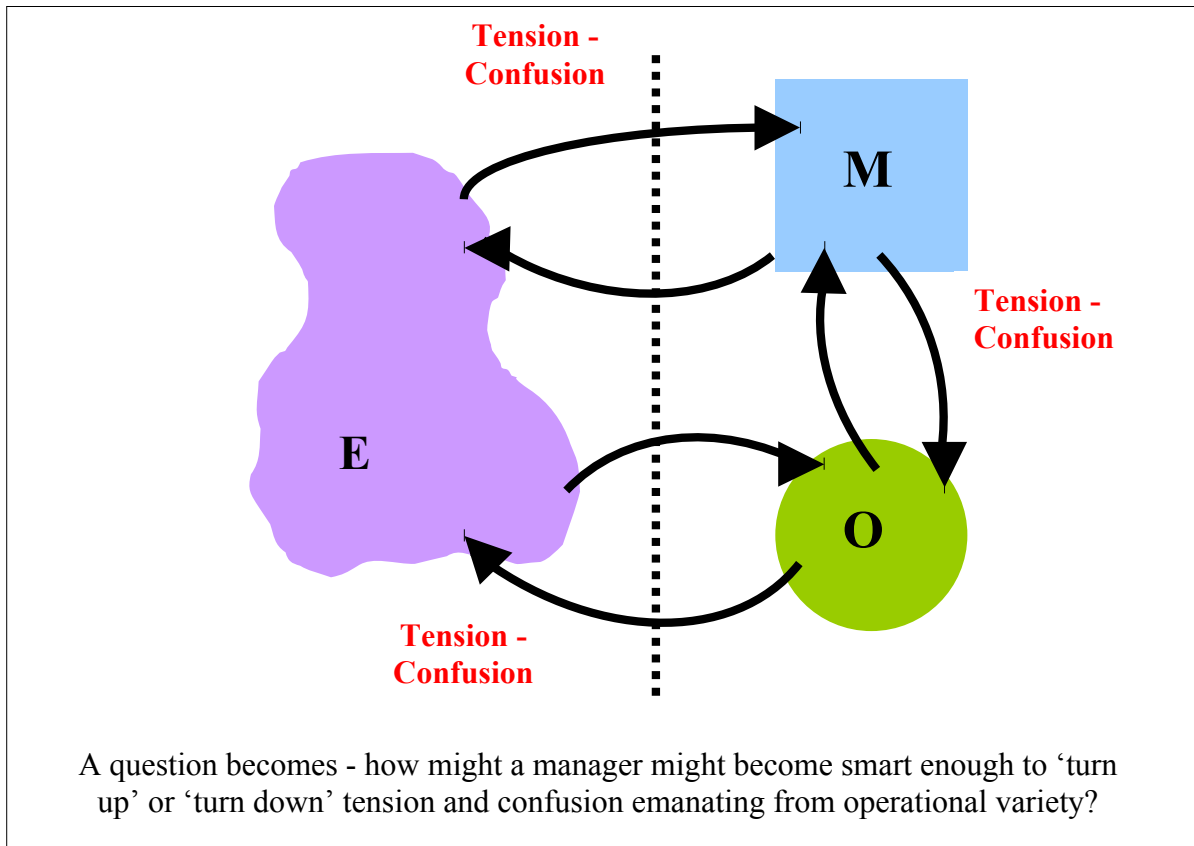 Tension -
Confusion
M
Tension -
Confusion
E
O
Tension -
Confusion
A question becomes - how might a manager might become smart enough to ‘turn
up’ or ‘turn down’ tension and confusion emanating from operational variety?